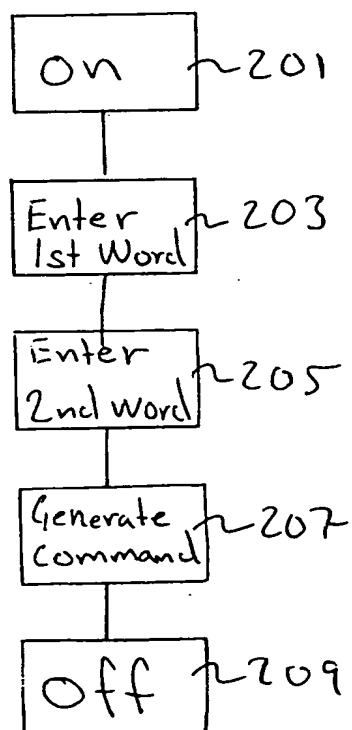 On 201
Enter 203
1st Word
Enter 205
2nd Word
Generate 207
Command
Off 209